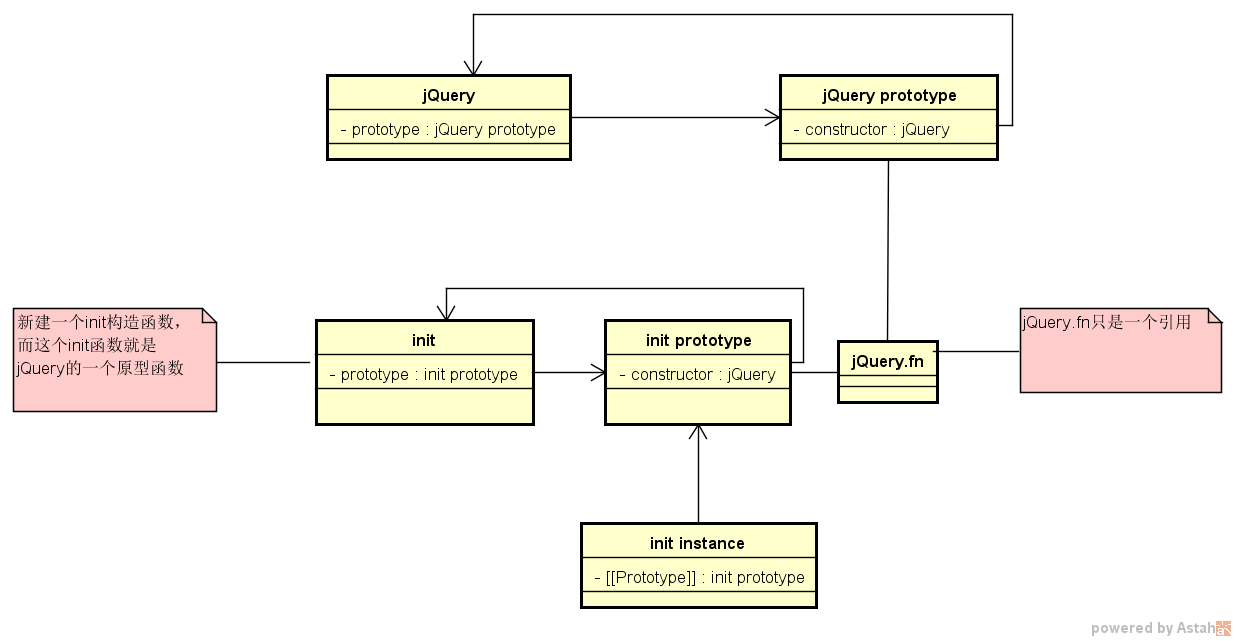 jQuery
- prototype : jQuery prototype
jQuery prototype
- constructor : jQuery
新建一个init构造函数，
而这个init函数就是
jQuery的一个原型函数
init
- prototype : init prototype
init prototype
- constructor : jQuery
jQuery.fn
jQuery.fn只是一个引用
init instance
- [[Prototype]] : init prototype
powered by Astah